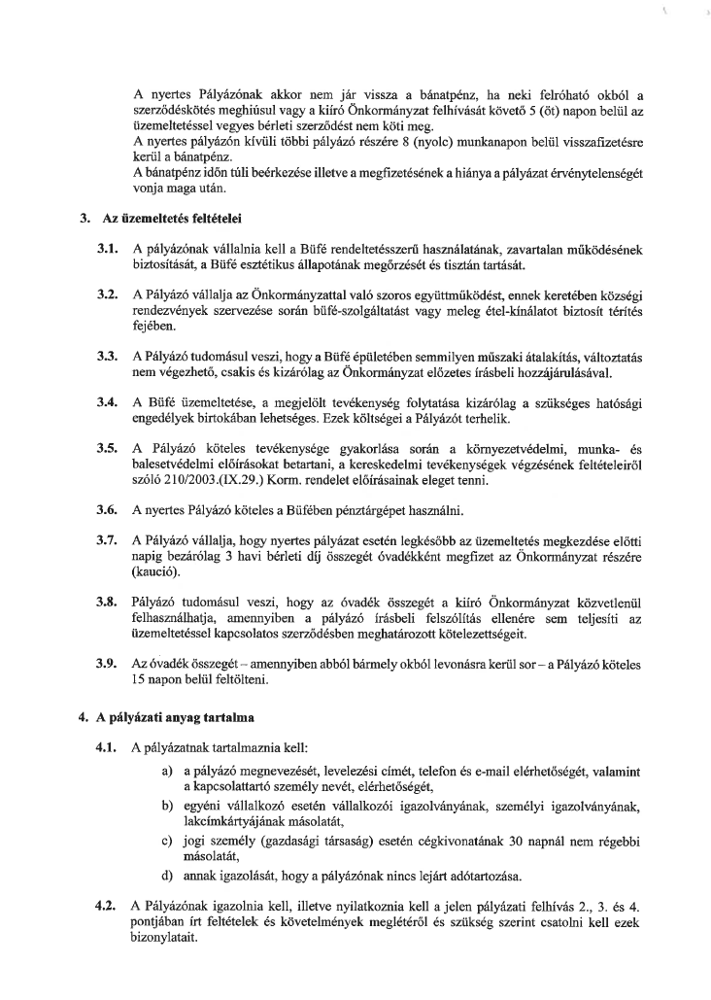 A nyertes Pályázónak akkor nem jár vissza a bánatpénz, ha neki felróható okból a
szerződéskötés meghiúsul vagy a kiíró Önkormányzat felhívását követő 5 (öt) napon belül az
üzemeltetéssel vegyes bérleti szerződést nem köti meg.
A nyertes pályázón kívüli többi pályázó részére 8 (nyolc) munkanapon belül visszafizetésre
kerül a bánatpénz.
A bánatpénz időn túli beérkezése illetve a megfizetésének a hiánya a pályázat érvénytelenségét
vonja maga után.
3. Az üzemeltetés feltételei
3.1. A pályázónak vállalnia kell a Büfé rendeltetésszerű használatának, zavartalan működésének
biztosítását, a Büfé esztétikus állapotának megőrzését és tisztán tartását.
3.2. A Pályázó vállalja az Önkormányzattal való szoros együttműködést, ennek keretében községi
rendezvények szervezése során büfé-szolgáltatást vagy meleg étel-kínálatot biztosít térítés
fejében.
3.3. A Pályázó tudomásul veszi, hogy a Büfé épületében semmilyen műszaki átalakítás, változtatás
nem végezhető, csakis és kizárólag az Önkormányzat előzetes írásbeli hozzájárulásával.
3.4. A Büfé üzemeltetése, a megjelölt tevékenység folytatása kizárólag a szükséges hatósági
engedélyek birtokában lehetséges. Ezek költségei a Pályázót terhelik.
3.5. A Pályázó köteles tevékenysége gyakorlása során a környezetvédelmi, munka- és
balesetvédelmi előírásokat betartani, a kereskedelmi tevékenységek végzésének feltételeiről
szóló 210/2003.(IX.29.) Korm. rendelet előírásainak eleget tenni.
3.6. A nyertes Pályázó köteles a Büfében pénztárgépet használni.
3.7. A Pályázó vállalja, hogy nyertes pályázat esetén legkésőbb az üzemeltetés megkezdése előtti
napig bezárólag 3 havi bérleti díj összegét óvadékként megfizet az Önkormányzat részére
(kaució).
3.8. Pályázó tudomásul veszi, hogy az óvadék összegét a kiíró Önkormányzat közvetlenül
felhasználhatja, amennyiben a pályázó írásbeli felszólítás ellenére sem teljesíti az
üzemeltetéssel kapcsolatos szerződésben meghatározott kötelezettségeit.
3.9. Az óvadék összegét – amennyiben abból bármely okból levonásra kerül sor – a Pályázó köteles
15 napon belül feltölteni.
4. A pályázati anyag tartalma
4.1. A pályázatnak tartalmaznia kell:
a) a pályázó megnevezését, levelezési címét, telefon és e-mail elérhetőségét, valamint
a kapcsolattartó személy nevét, elérhetőségét,
b) egyéni vállalkozó esetén vállalkozói igazolványának, személyi igazolványának,
lakcímkártyájának másolatát,
c) jogi személy (gazdasági társaság) esetén cégkivonatának 30 napnál nem régebbi
másolatát,
d) annak igazolását, hogy a pályázónak nincs lejárt adótartozása.
4.2. A Pályázónak igazolnia kell, illetve nyilatkoznia kell a jelen pályázati felhívás 2., 3. és 4.
pontjában írt feltételek és követelmények meglétéről és szükség szerint csatolni kell ezek
bizonylatait.